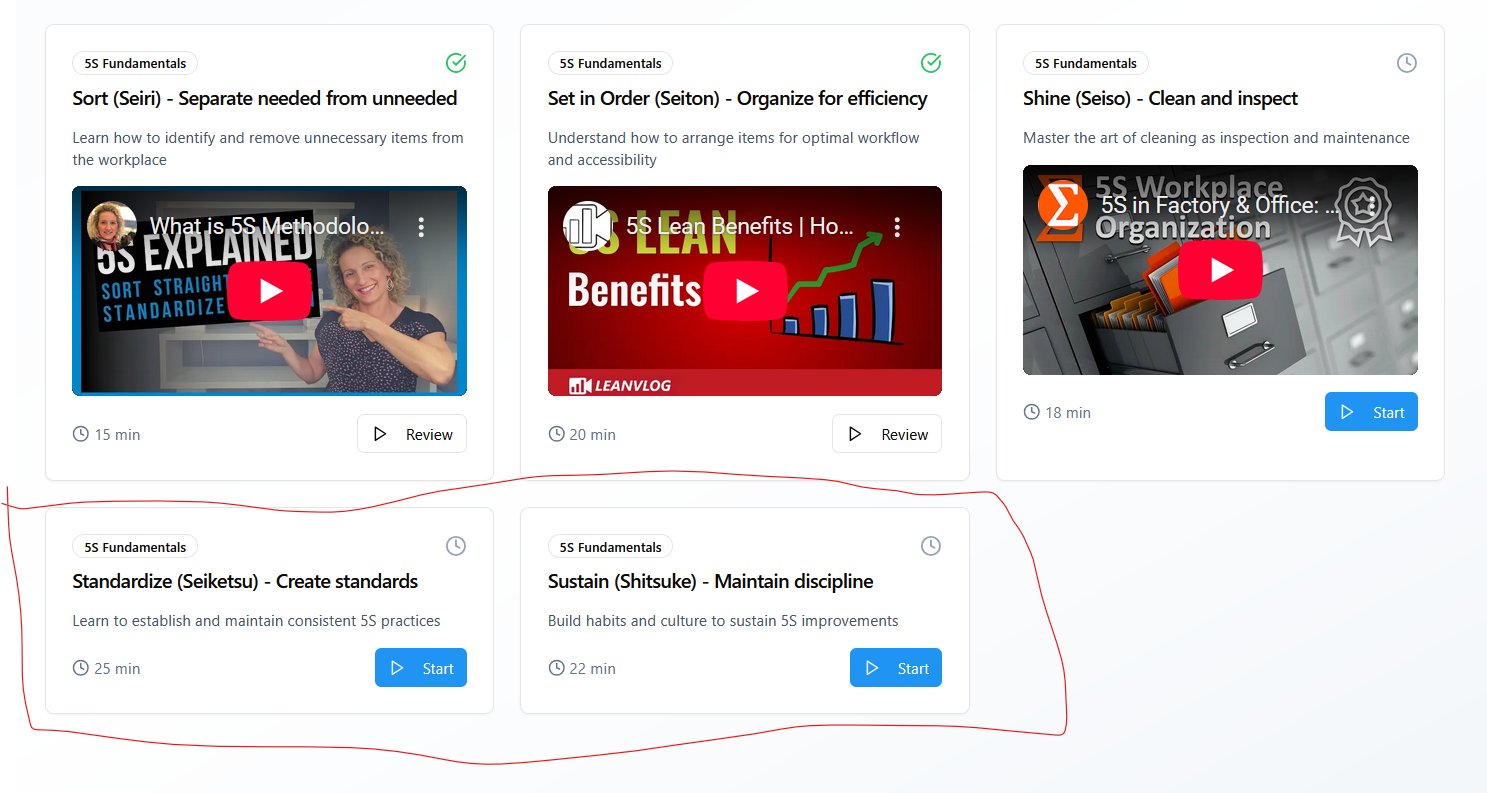 5S Fundamentals
Sort (Seiri) - Separate needed from unneeded
Learn how to identify and remove unnecessary items from
the workplace
What is 5S Methodolo...
5S EXPLAINED
SORT STRAIGHT
STANDARDIZE
15 min
Review
5S Fundamentals
Set in Order (Seiton) - Organize for efficiency
Understand how to arrange items for optimal workflow
and accessibility
5S Lean Benefits | Ho...
5S LEAN
Benefits
LEANVLOG
20 min
Review
5S Fundamentals
Shine (Seiso) - Clean and inspect
Master the art of cleaning as inspection and maintenance
5S Workplace
5S in Factory & Office: ...
Organization
18 min
Start
5S Fundamentals
Standardize (Seiketsu) - Create standards
Learn to establish and maintain consistent 5S practices
25 min
Start
5S Fundamentals
Sustain (Shitsuke) - Maintain discipline
Build habits and culture to sustain 5S improvements
22 min
Start